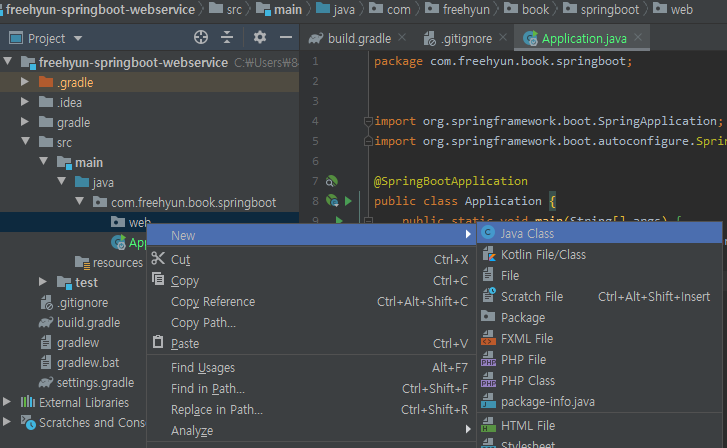 freehyun-springboot-webservice src main java com freehyun book springboot web
Project
build.gradle .gitignore Application.java
freehyun-springboot-webservice C:₩Users₩8
.gradle
.idea
gradle
src
main
java
com.freehyun.book.springboot
web
resources
test
.gitignore
build.gradle
gradlew
gradlew.bat
settings.gradle
External Libraries
Scratches and Cons
1 package com.freehyun.book.springboot;
2
3
4 import org.springframework.boot.SpringApplication;
5 import org.springframework.boot.autoconfigure.Spri
6
7 @SpringBootApplication
8 public class Application {
9 public static void main(String[] args) {
New
Cut Ctrl+X
Copy Ctrl+C
Copy Reference Ctrl+Alt+Shift+C
Copy Path...
Paste Ctrl+V
Find Usages Alt+F7
Find in Path... Ctrl+Shift+F
Replace in Path... Ctrl+Shift+R
Analyze
Java Class
Kotlin File/Class
File
Scratch File Ctrl+Alt+Shift+Insert
Package
FXML File
PHP File
PHP Class
package-info.java
HTML File
Stylesheet